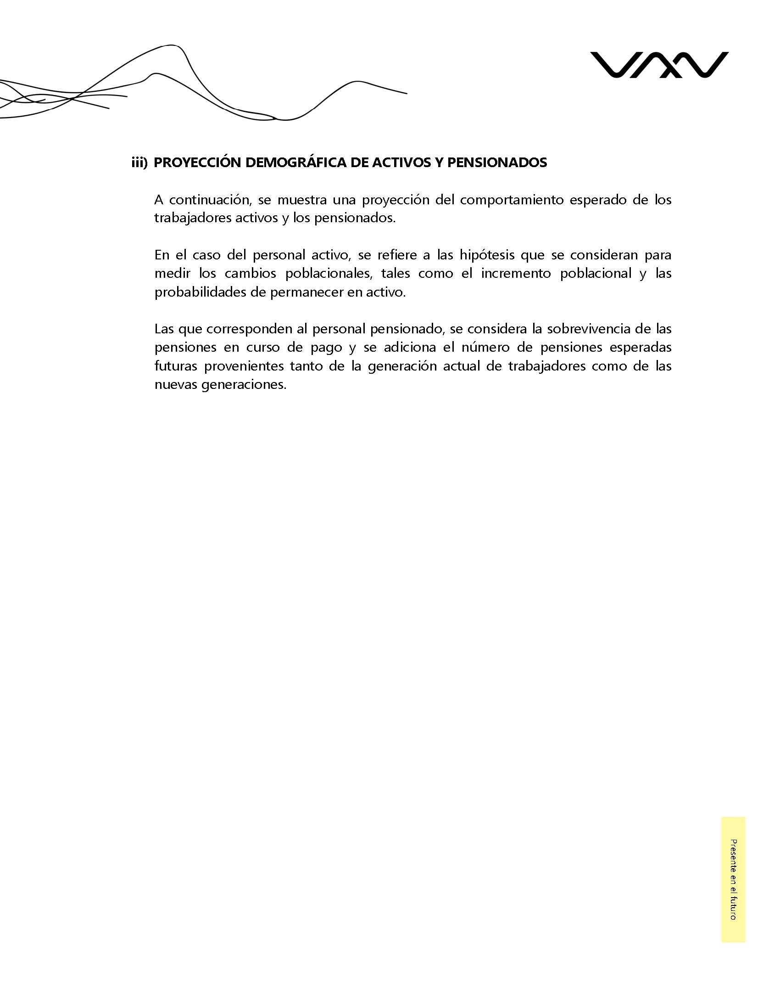 iii) PROYECCIÓN DEMOGRÁFICA DE ACTIVOS Y PENSIONADOS
A continuación, se muestra una proyección del comportamiento esperado de los
trabajadores activos y los pensionados.
En el caso del personal activo, se refiere a las hipótesis que se consideran para
medir los cambios poblacionales, tales como el incremento poblacional y las
probabilidades de permanecer en activo.
Las que corresponden al personal pensionado, se considera la sobrevivencia de las
pensiones en curso de pago y se adiciona el número de pensiones esperadas
futuras provenientes tanto de la generación actual de trabajadores como de las
nuevas generaciones.
Presente en el futuro